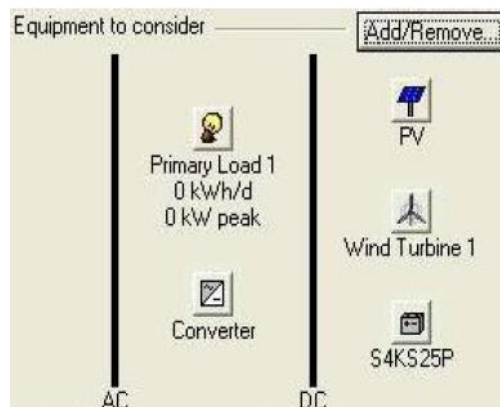 Equipment to consider
Add/Remove...
Primary Load 1
0 kWh/d
0 kW peak
PV
Wind Turbine 1
Converter
S4KS25P
AC
DC